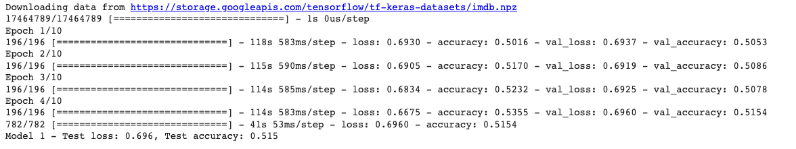 Downloading data from https://storage.googleapis.com/tensorflow/tf-keras-datasets/imdb.npz
17464789/17464789 [==============================] - 1s 0us/step
Epoch 1/10
196/196 [==============================] - 118s 583ms/step - loss: 0.6930 - accuracy: 0.5016 - val_loss: 0.6937 - val_accuracy: 0.5053
Epoch 2/10
196/196 [==============================] - 115s 590ms/step - loss: 0.6905 - accuracy: 0.5170 - val_loss: 0.6919 - val_accuracy: 0.5086
Epoch 3/10
196/196 [==============================] - 114s 585ms/step - loss: 0.6834 - accuracy: 0.5232 - val_loss: 0.6925 - val_accuracy: 0.5078
Epoch 4/10
196/196 [==============================] - 114s 583ms/step - loss: 0.6675 - accuracy: 0.5355 - val_loss: 0.6960 - val_accuracy: 0.5154
782/782 [==============================] - 41s 53ms/step - loss: 0.6960 - accuracy: 0.5154
Model 1 - Test loss: 0.696, Test accuracy: 0.515